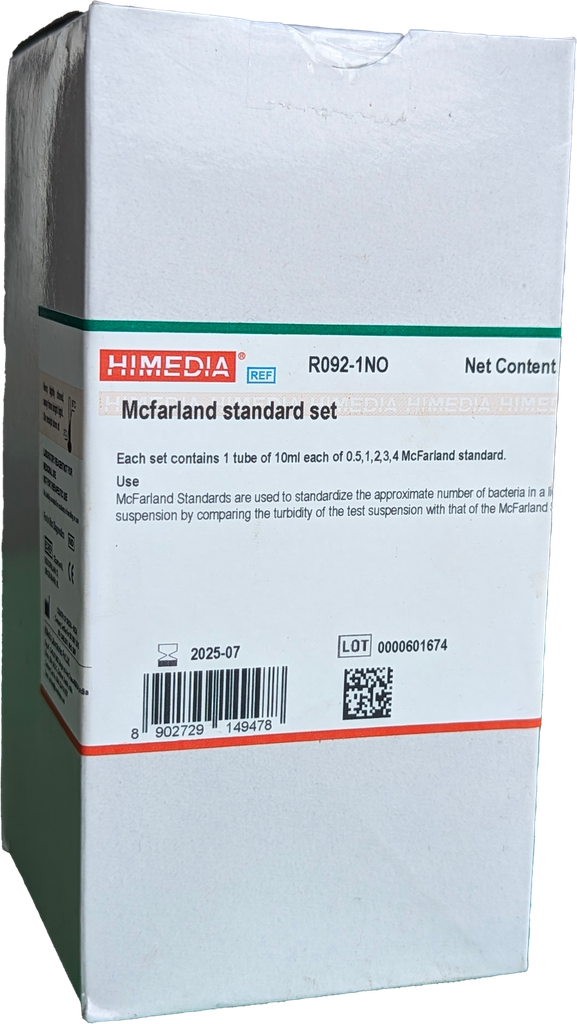 HIMEDIA®
REF
R092-1NO
Net Content
Mcfarland standard set
Each set contains 1 tube of 10ml each of 0.5,1,2,3,4 McFarland standard.
Use
McFarland Standards are used to standardize the approximate number of bacteria in a
suspension by comparing the turbidity of the test suspension with that of the McFarland
2025-07
LOT
0000601674
8 902729 149478